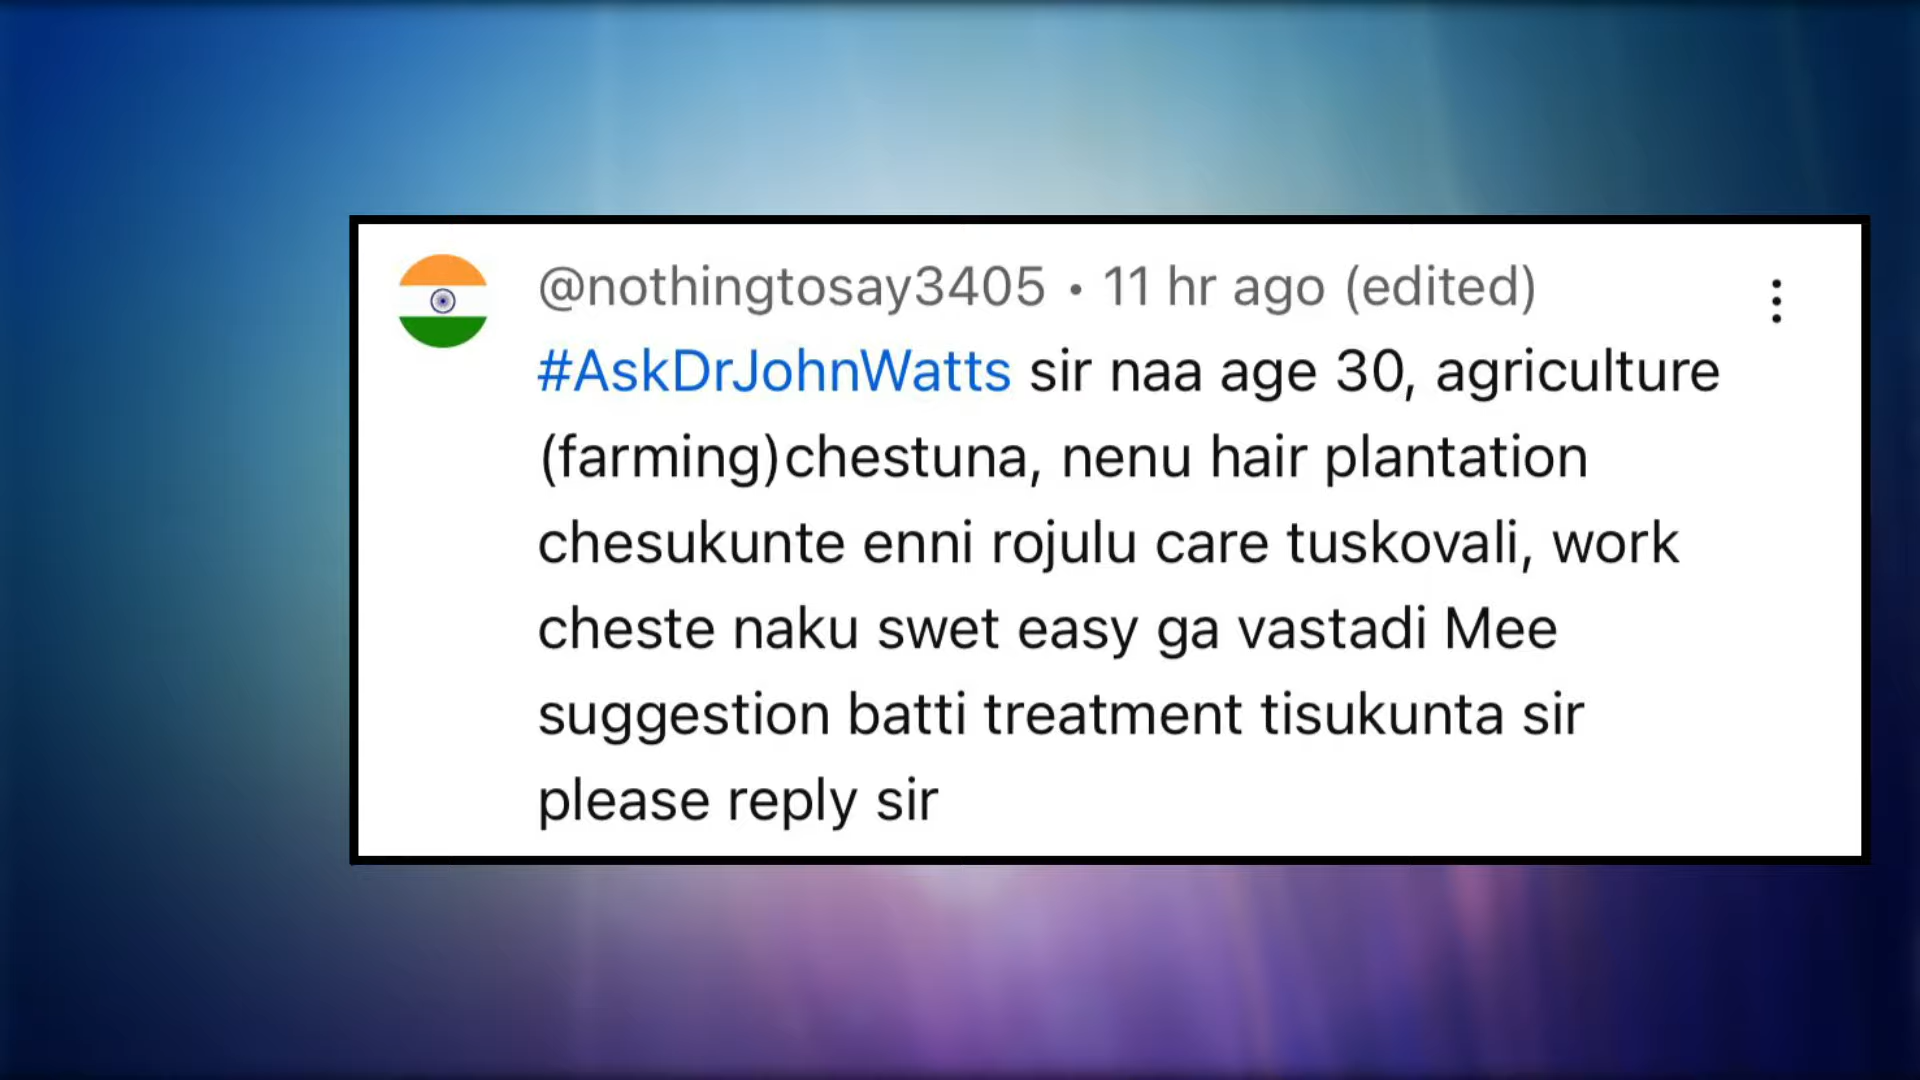 @nothingtosay3405 • 11 hr ago (edited)
#AskDrJohnWatts sir naa age 30, agriculture
(farming)chestuna, nenu hair plantation
chesukunte enni rojulu care tuskovali, work
cheste naku swet easy ga vastadi Mee
suggestion batti treatment tisukunta sir
please reply sir